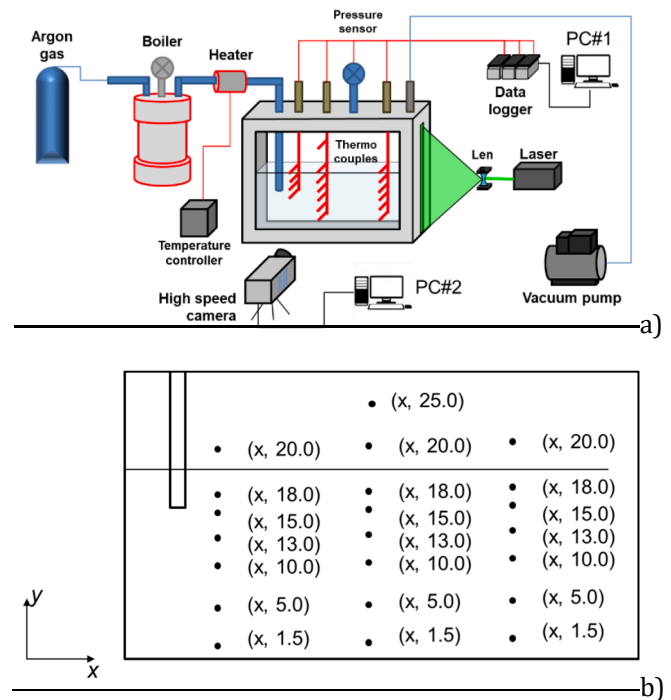 Pressure
sensor
Argon
gas
Boiler
Heater
PC#1
Data
logger
Thermo
couples
Len
Laser
Temperature
controller
High speed
camera
PC#2
Vacuum pump
a)
(x, 25.0)
(x, 20.0) (x, 20.0) (x, 20.0)
(x, 18.0) (x, 18.0) (x, 18.0)
(x, 15.0) (x, 15.0) (x, 15.0)
(x, 13.0) (x, 13.0) (x, 13.0)
(x, 10.0) (x, 10.0) (x, 10.0)
(x, 5.0) (x, 5.0) (x, 5.0)
(x, 1.5) (x, 1.5) (x, 1.5)
y
x
b)